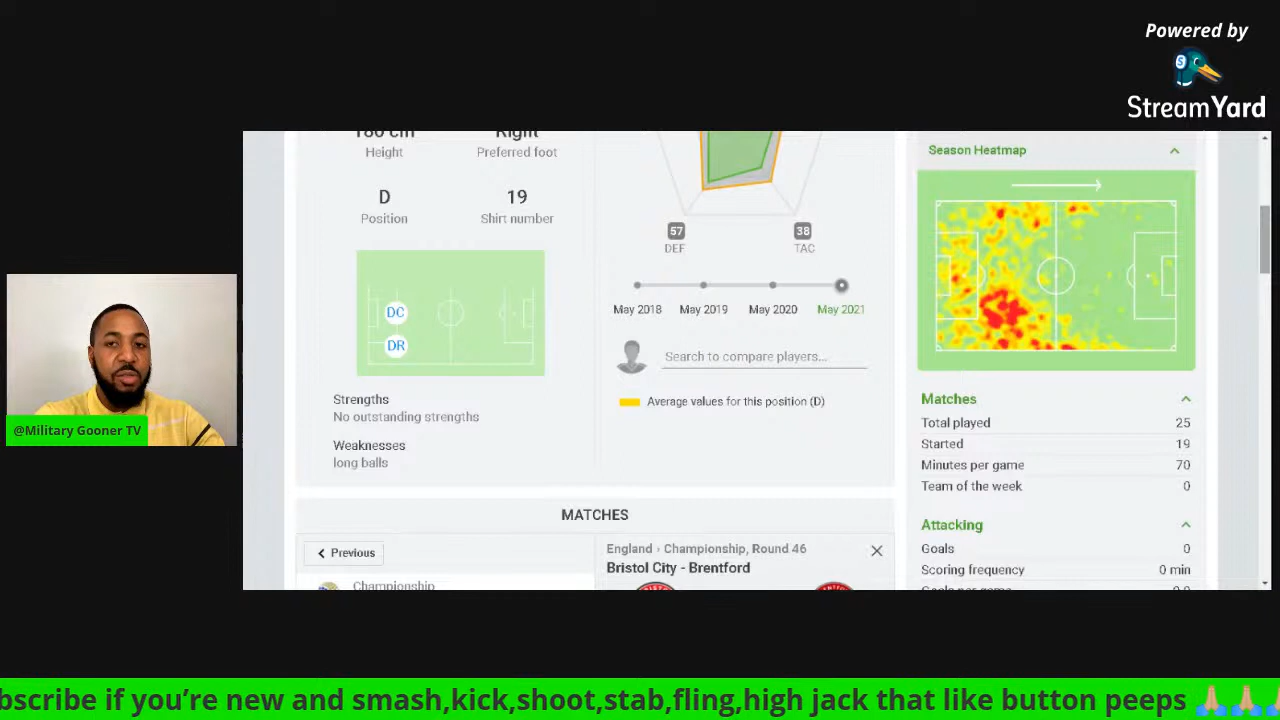 Powered by
StreamYard
180 cm
Right
Height
Preferred foot
D
19
Position
Shirt number
DC
DR
Strengths
No outstanding strengths
Weaknesses
long balls
57
38
DEF
TAC
May 2018
May 2019
May 2020
May 2021
Search to compare players...
Average values for this position (D)
Season Heatmap
Matches
Total played 25
Started 19
Minutes per game 70
Team of the week 0
Attacking
Goals 0
Scoring frequency 0 min
MATCHES
Previous
Championship
England › Championship, Round 46
Bristol City - Brentford
@Military Gooner TV
bscribe if you’re new and smash,kick,shoot,stab,fling,high jack that like button peeps 🙏🏼🙏🏼